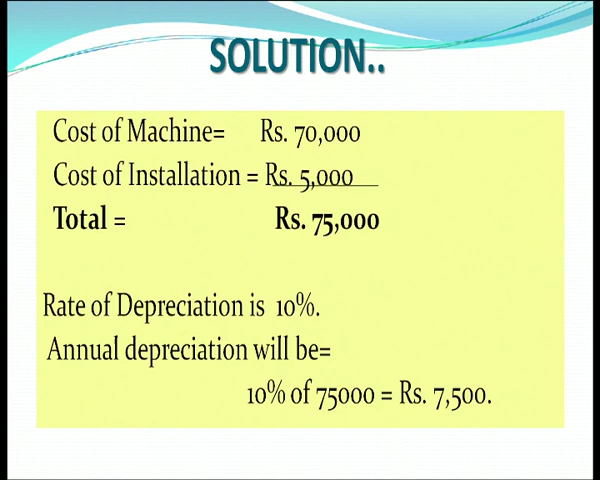 SOLUTION..
Cost of Machine= Rs. 70,000
Cost of Installation = Rs. 5,000
Total = Rs. 75,000
Rate of Depreciation is 10%.
Annual depreciation will be=
10% of 75000 = Rs. 7,500.